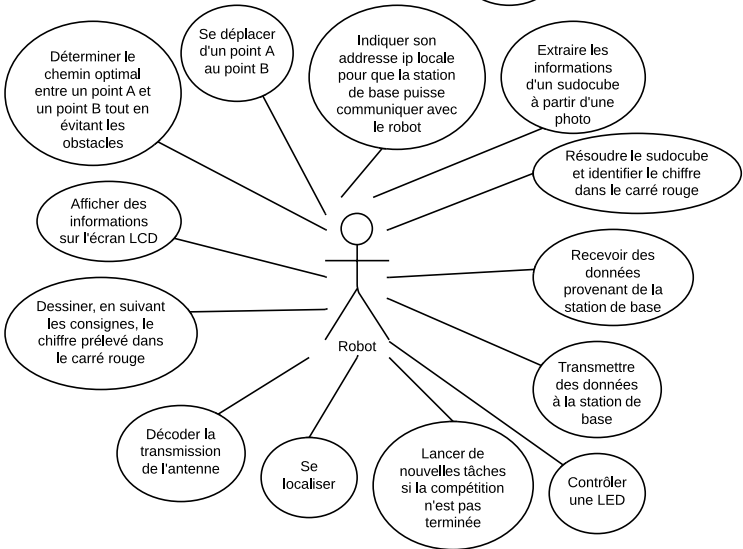 Déterminer le
chemin optimal
entre un point A et
un point B tout en
évitant les
obstacles
Se déplacer
d'un point A
au point B
Indiquer son
addresse ip locale
pour que la station
de base puisse
communiquer avec
le robot
Extraire les
informations
d'un sudocube
à partir d'une
photo
Résoudre le sudocube
et identifier le chiffre
dans le carré rouge
Afficher des
informations
sur l'écran LCD
Recevoir des
données
provenant de la
station de base
Dessiner, en suivant
les consignes, le
chiffre prélevé dans
le carré rouge
Robot
Transmettre
des données
à la station de
base
Décoder la
transmission
de l'antenne
Se
localiser
Lancer de
nouvelles tâches
si la compétition
n'est pas
terminée
Contrôler
une LED